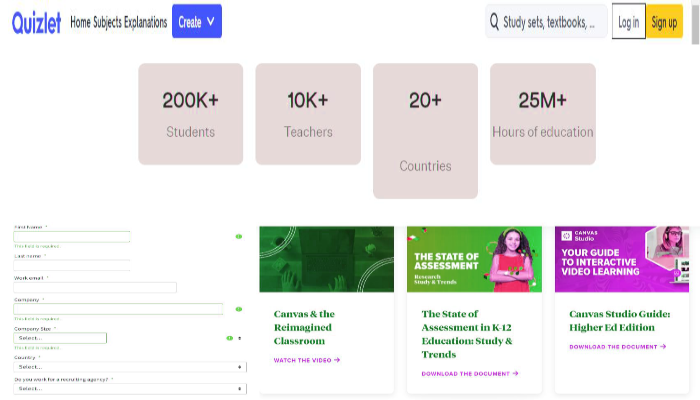 Quizlet Home Subjects Explanations Create Study sets, textbooks, ... Log in Sign up
200K+
Students
10K+
Teachers
20+
Countries
25M+
Hours of education
First Name *
This field is required.
Last name *
Work email *
Company *
This field is required.
Company Size *
Select...
This field is required.
Country *
Select...
Do you work for a recruiting agency? *
Select...
Canvas & the
Reimagined
Classroom
WATCH THE VIDEO →
THE STATE OF
ASSESSMENT
Research
Study & Trends
The State of
Assessment in K-12
Education: Study &
Trends
DOWNLOAD THE DOCUMENT →
CANVAS
Studio
YOUR GUIDE
TO INTERACTIVE
VIDEO LEARNING
Canvas Studio Guide:
Higher Ed Edition
DOWNLOAD THE DOCUMENT →